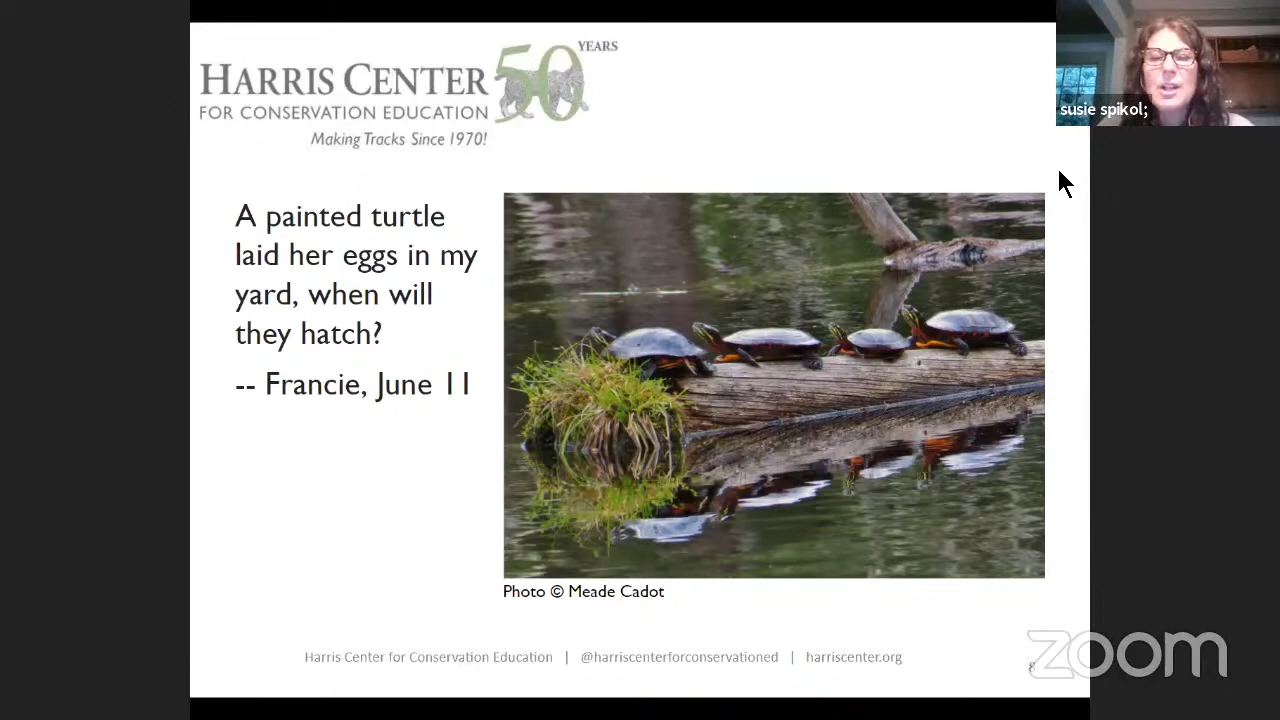 HARRIS CENTER
50 YEARS
FOR CONSERVATION EDUCATION
Making Tracks Since 1970!
susie spikol;
A painted turtle
laid her eggs in my
yard, when will
they hatch?
-- Francie, June 11
Photo © Meade Cadot
Harris Center for Conservation Education | @harriscenterforconservationed | harriscenter.org
zoom